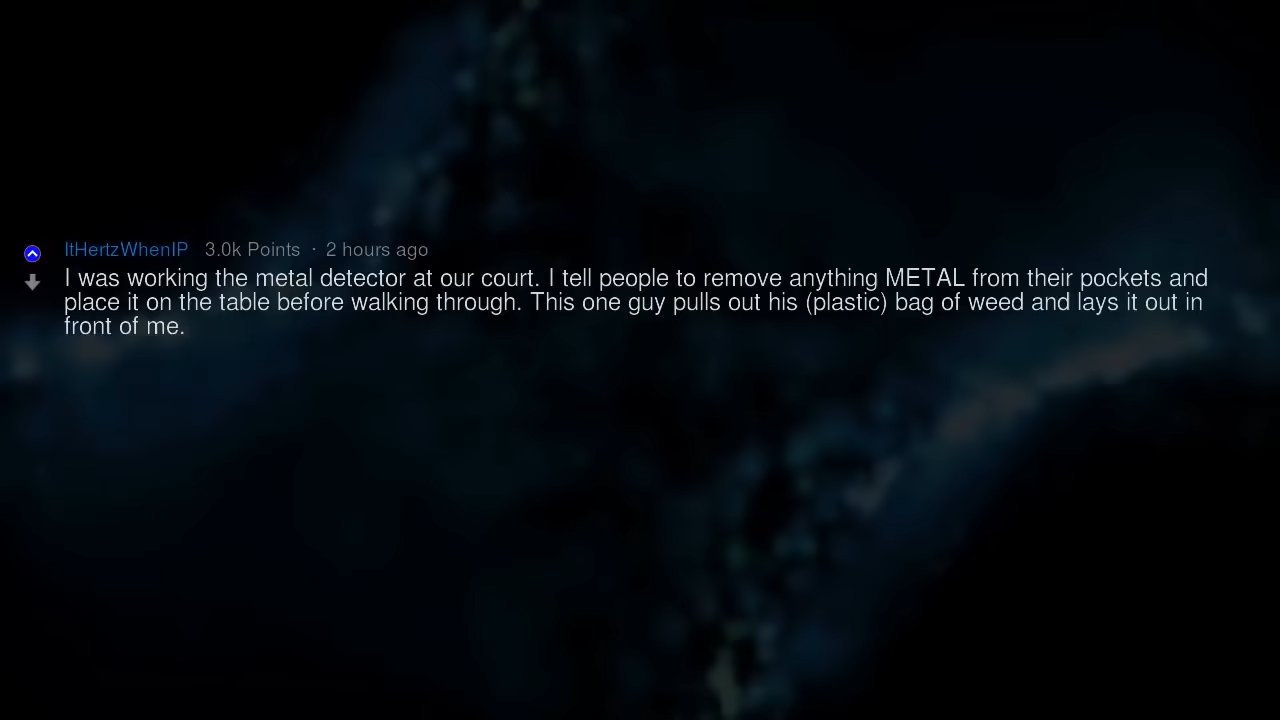 ItHertzWhenIP 3.0k Points · 2 hours ago
I was working the metal detector at our court. I tell people to remove anything METAL from their pockets and
place it on the table before walking through. This one guy pulls out his (plastic) bag of weed and lays it out in
front of me.